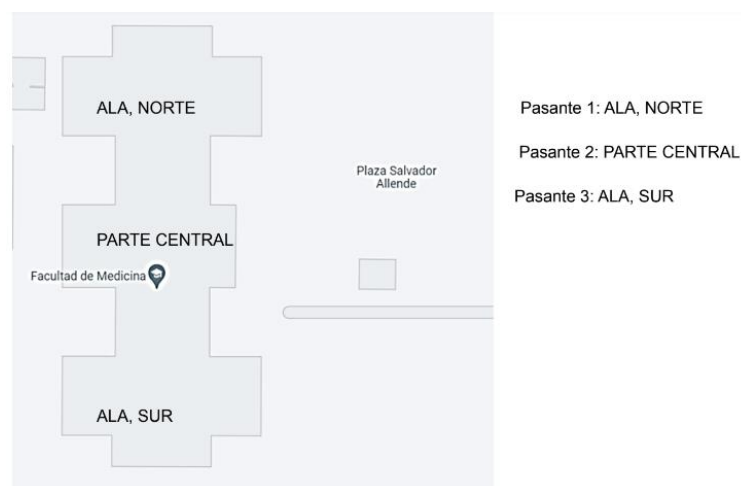 ALA, NORTE
Pasante 1: ALA, NORTE
Pasante 2: PARTE CENTRAL
Plaza Salvador
Allende
Pasante 3: ALA, SUR
PARTE CENTRAL
Facultad de Medicina
ALA, SUR